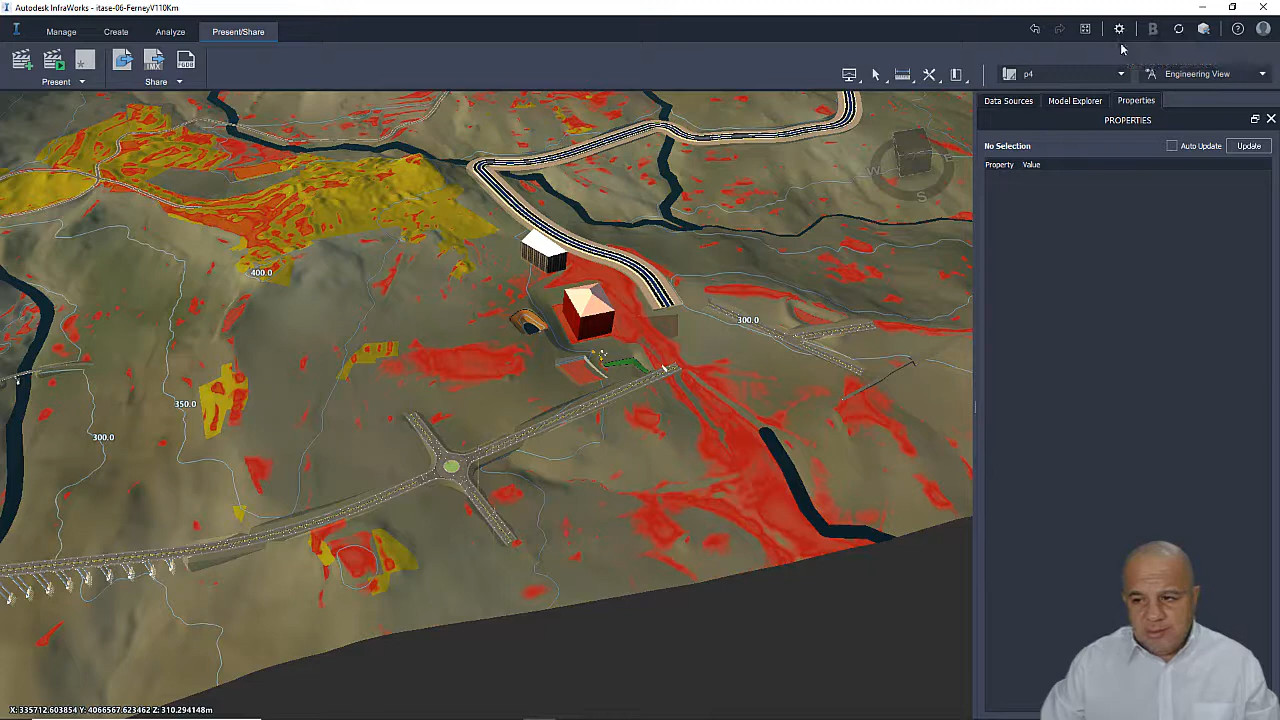 Autodesk InfraWorks - itase-06-FerneyV110Km
Manage
Create
Analyze
Present/Share
Present
Share
IMX
FGDB
p4
Engineering View
Data Sources
Model Explorer
Properties
PROPERTIES
No Selection
Auto Update
Update
Property
Value
W
S
400.0
300.0
350.0
300.0
X: 335712.603854 Y: 4066567.623462 Z: 310.294148m